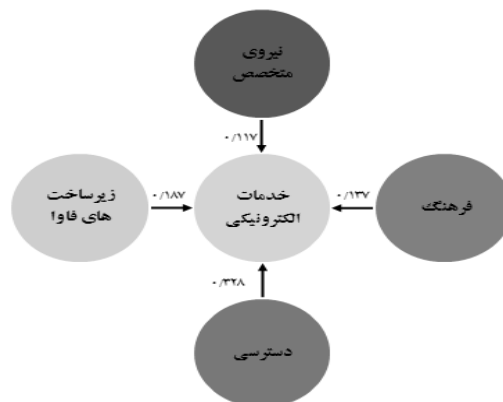 نیروی
متخصص
۰/۱۱۷
زیرساخت
های فاوا
۰/۱۸۷
خدمات
الکترونیکی
۰/۱۳۷
فرهنگ
۰/۳۲۸
دسترسی